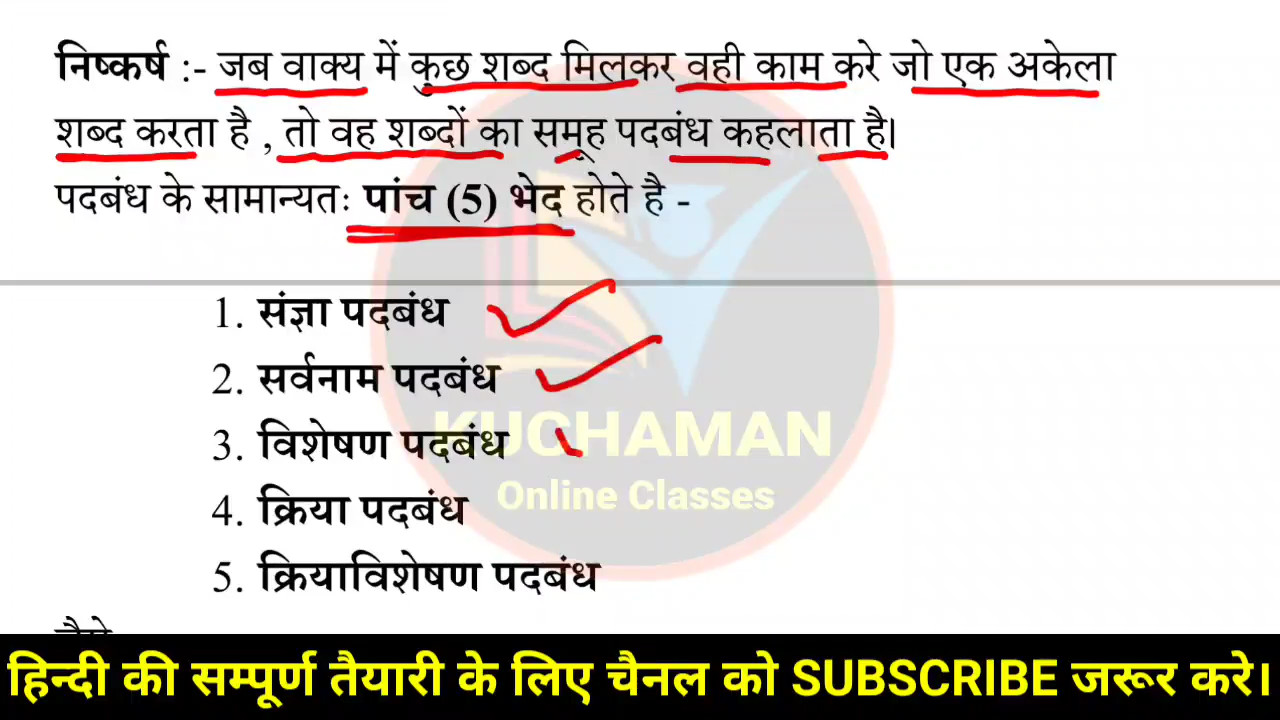 निष्कर्ष :- जब वाक्य में कुछ शब्द मिलकर वही काम करे जो एक अकेला
शब्द करता है , तो वह शब्दों का समूह पदबंध कहलाता है।
पदबंध के सामान्यतः पांच (5) भेद होते है -
1. संज्ञा पदबंध
2. सर्वनाम पदबंध
3. विशेषण पदबंध
4. क्रिया पदबंध
5. क्रियाविशेषण पदबंध
KUCHAMAN
Online Classes
हिन्दी की सम्पूर्ण तैयारी के लिए चैनल को SUBSCRIBE जरूर करे।